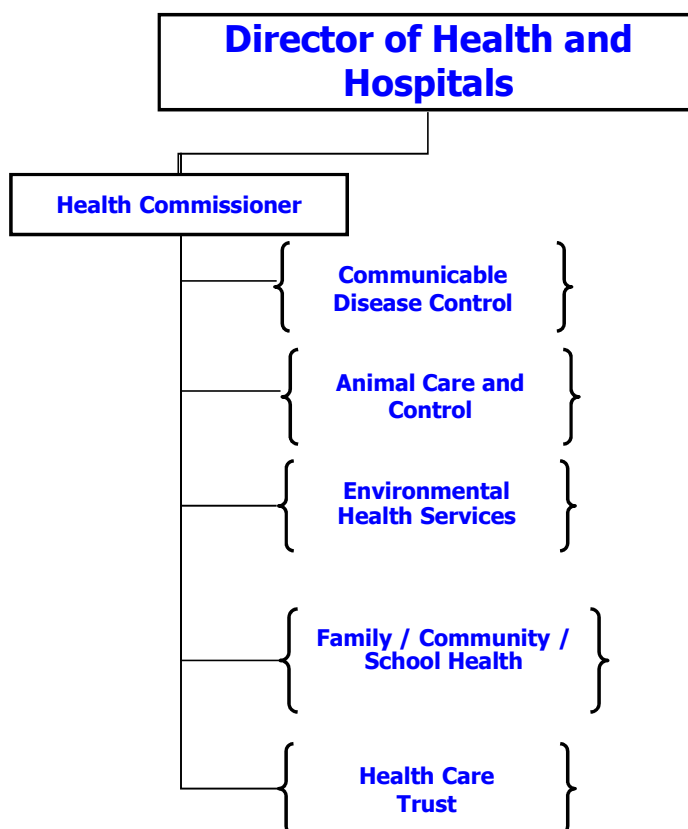 Director of Health and
Hospitals
Health Commissioner
Communicable
Disease Control
Animal Care and
Control
Environmental
Health Services
Family / Community /
School Health
Health Care
Trust